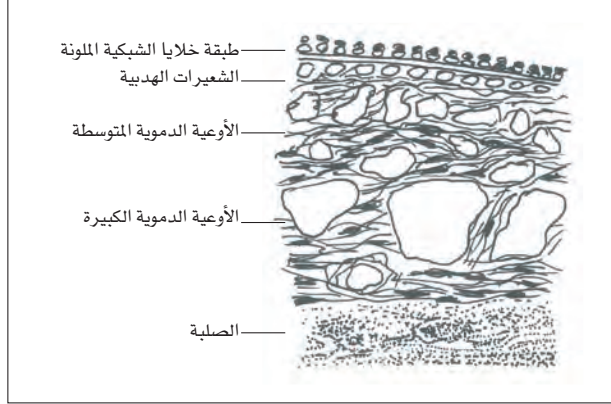 طبقة خلايا الشبكية الملونة
الشعيرات الهدبية
الأوعية الدموية المتوسطة
الأوعية الدموية الكبيرة
الصلبة